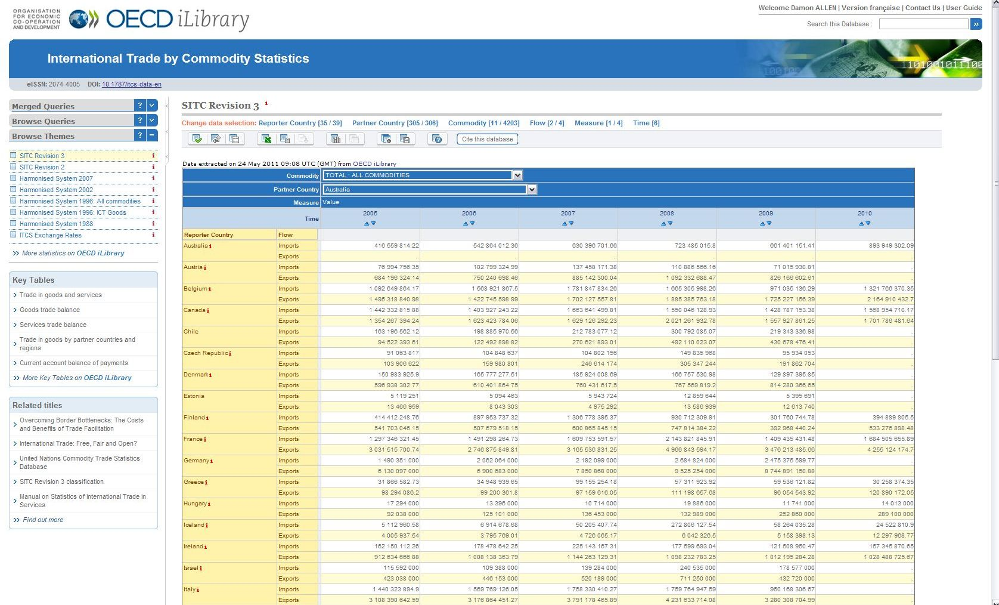 ORGANISATION
FOR ECONOMIC
CO-OPERATION
AND DEVELOPMENT
OECD iLibrary
Welcome Damon ALLEN | Version française | Contact Us | User Guide
Search this Database :
International Trade by Commodity Statistics
eISSN: 2074-4005 DOI: 10.1787/itcs-data-en
Merged Queries ?
Browse Queries ?
Browse Themes ?
SITC Revision 3 i
SITC Revision 2 i
Harmonised System 2007 i
Harmonised System 2002 i
Harmonised System 1996: All commodities i
Harmonised System 1996: ICT Goods i
Harmonised System 1988 i
ITCS Exchange Rates i
>> More statistics on OECD iLibrary
Key Tables
> Trade in goods and services
> Goods trade balance
> Services trade balance
> Trade in goods by partner countries and
regions
> Current account balance of payments
>> More Key Tables on OECD iLibrary
Related titles
> Overcoming Border Bottlenecks: The Costs
and Benefits of Trade Facilitation
> International Trade: Free, Fair and Open?
> United Nations Commodity Trade Statistics
Database
> SITC Revision 3 classification
> Manual on Statistics of International Trade in
Services
>> Find out more
SITC Revision 3 i
Change data selection: Reporter Country [35 / 39] Partner Country [305 / 306] Commodity [11 / 4203] Flow [2 / 4] Measure [1 / 4] Time [6]
Cite this database
Data extracted on 24 May 2011 09:08 UTC (GMT) from OECD iLibrary
Commodity TOTAL : ALL COMMODITIES
Partner Country Australia
Measure Value
Time 2005 2006 2007 2008 2009 2010
Reporter Country Flow
Australia i Imports 416 559 814.22 542 864 012.36 630 396 701.66 723 485 015.8 661 401 151.41 893 949 302.09
Exports .. .. .. .. .. ..
Austria i Imports 76 994 756.35 102 799 324.99 137 458 171.38 110 886 566.16 71 015 930.81 ..
Exports 684 196 324.14 750 240 698.46 885 142 300.04 1 092 332 688.47 826 166 602.61 ..
Belgium i Imports 1 092 649 864.17 1 568 921 867.5 1 781 847 834.26 1 665 305 998.26 971 035 136.29 1 321 766 370.35
Exports 1 495 318 840.98 1 422 745 598.99 1 702 127 557.81 1 885 385 763.18 1 725 227 156.39 2 164 910 432.7
Canada i Imports 1 442 332 815.88 1 403 927 243.22 1 663 641 499.81 1 550 046 128.93 1 428 787 153.38 1 568 954 710.17
Exports 1 354 267 394.24 1 623 423 784.06 1 629 126 292.23 2 021 261 932.78 1 557 927 861.25 1 701 786 481.64
Chile Imports 163 196 562.12 198 885 970.56 212 783 077.12 300 792 085.07 219 343 336.98 ..
Exports 94 522 393.61 122 492 898.82 270 621 893.01 492 110 023.07 430 678 476.41 ..
Czech Republic i Imports 91 063 817 104 848 637 104 802 156 149 835 968 95 934 053 ..
Exports 103 906 622 159 980 801 246 614 174 305 347 244 191 862 704 ..
Denmark i Imports 150 983 925.9 165 777 277.51 185 924 008.69 166 757 530.98 129 897 395.85 ..
Exports 596 938 302.77 610 401 864.75 760 431 617.5 767 569 819.2 814 280 366.65 ..
Estonia Imports 5 119 251 5 094 463 5 943 724 12 859 644 5 395 691 ..
Exports 13 466 959 8 043 303 4 975 292 13 586 939 12 613 740 ..
Finland i Imports 414 412 248.76 897 953 737.32 1 306 778 395.37 930 712 309.91 301 760 744.78 394 889 805.5
Exports 541 703 046.15 507 679 518.15 600 865 845.15 747 814 384.22 392 968 440.24 533 276 898.48
France i Imports 1 297 346 321.45 1 491 298 264.73 1 609 753 591.57 2 143 821 845.91 1 409 435 431.48 1 684 505 655.89
Exports 3 031 515 700.74 2 746 875 849.81 3 165 536 831.25 4 966 843 594.17 3 476 213 485.66 4 255 124 174.7
Germany i Imports 1 490 351 000 2 062 064 000 2 192 099 000 2 684 824 000 2 475 375 599.77 ..
Exports 6 130 097 000 6 900 683 000 7 850 868 000 9 525 254 000 8 744 891 150.88 ..
Greece i Imports 31 866 582.73 34 948 939.65 99 155 254.18 57 311 923.92 59 536 121.82 30 258 374.35
Exports 98 294 086.2 99 200 361.8 97 159 616.05 111 198 657.68 96 054 543.92 120 890 172.05
Hungary i Imports 17 294 000 13 396 000 10 714 000 19 886 000 11 741 000 14 013 000
Exports 92 038 000 125 101 000 136 453 000 132 989 000 252 860 000 289 100 000
Iceland i Imports 5 112 960.58 6 914 678.68 50 205 407.74 272 806 127.54 58 264 035.28 24 522 810.9
Exports 4 005 937.54 3 795 769.01 4 726 065.17 6 042 326.5 5 158 398.13 12 297 968.77
Ireland i Imports 162 150 112.26 178 478 642.25 225 143 167.31 177 599 693.04 121 508 950.47 157 345 870.65
Exports 912 634 666.88 1 008 138 363.79 1 144 263 129.31 1 098 232 783.25 1 012 195 284.28 1 028 488 725.67
Israel i Imports 115 592 000 109 388 000 139 284 000 240 535 000 178 577 000 ..
Exports 423 038 000 446 153 000 520 189 000 711 250 000 432 720 000 ..
Italy i Imports 1 440 323 894.9 1 569 769 126.05 1 758 330 410.27 1 759 764 947.59 950 168 306.67 ..
Exports 3 108 390 642.59 3 176 864 451.27 3 791 178 465.89 4 231 633 714.08 3 280 308 704.99 ..